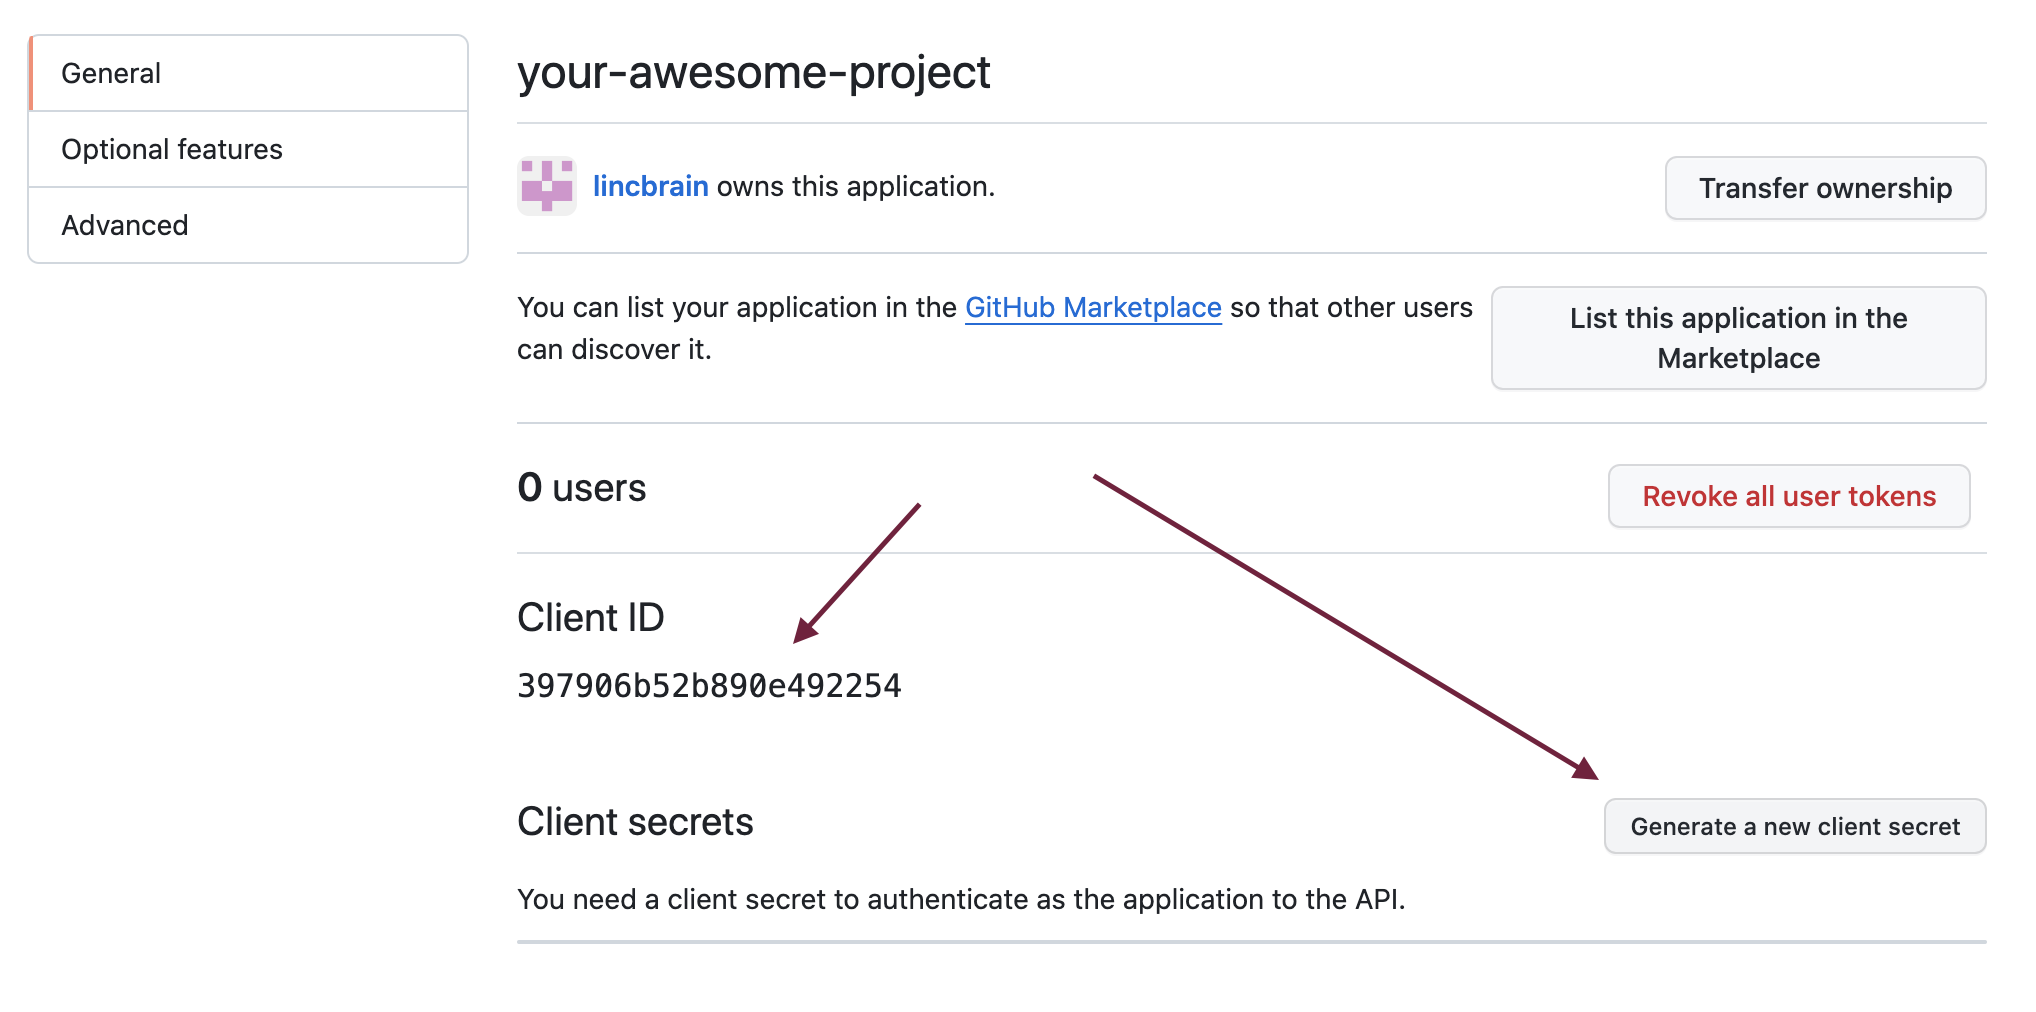 General
Optional features
Advanced
your-awesome-project
lincbrain owns this application.
Transfer ownership
You can list your application in the GitHub Marketplace so that other users
can discover it.
List this application in the
Marketplace
0 users
Revoke all user tokens
Client ID
397906b52b890e492254
Client secrets
Generate a new client secret
You need a client secret to authenticate as the application to the API.